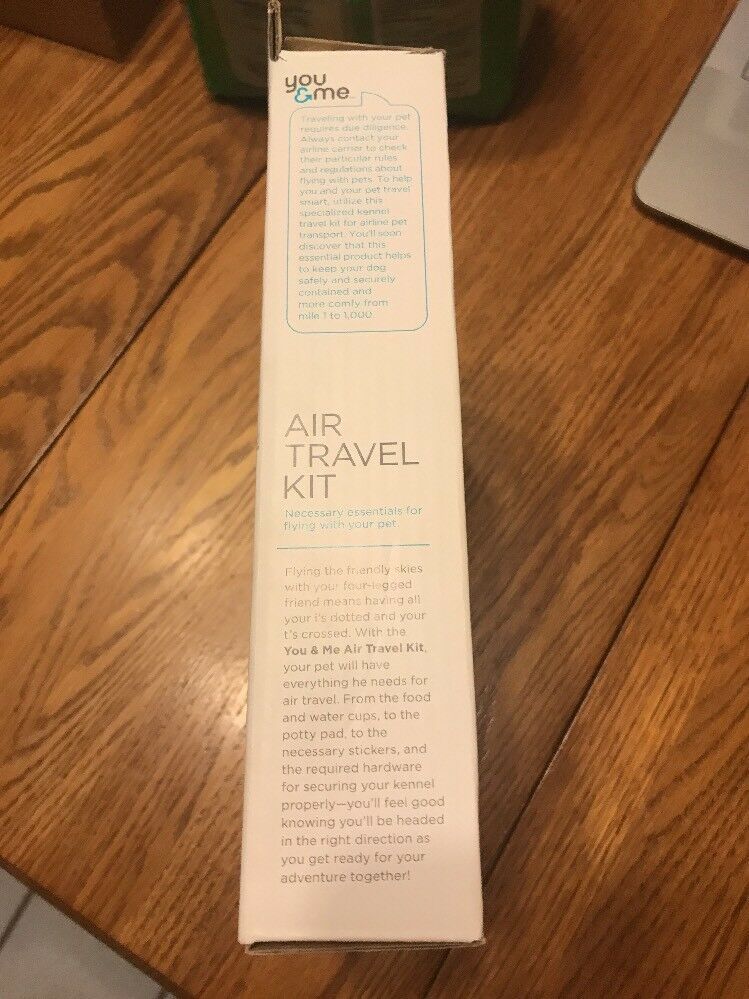 you
&me
Traveling with your pet
requires due diligence.
Always contact your
airline carrier to check
their particular rules
and regulations about
flying with pets. To help
you and your pet travel
smart, utilize this
specialized kennel
travel kit for airline pet
transport. You'll soon
discover that this
essential product helps
to keep your dog
safely and securely
contained and
more comfy from
mile 1 to 1,000.
AIR
TRAVEL
KIT
Necessary essentials for
flying with your pet.
Flying the friendly skies
with your four-legged
friend means having all
your i's dotted and your
t's crossed. With the
You & Me Air Travel Kit,
your pet will have
everything he needs for
air travel. From the food
and water cups, to the
potty pad, to the
necessary stickers, and
the required hardware
for securing your kennel
properly—you'll feel good
knowing you'll be headed
in the right direction as
you get ready for your
adventure together!